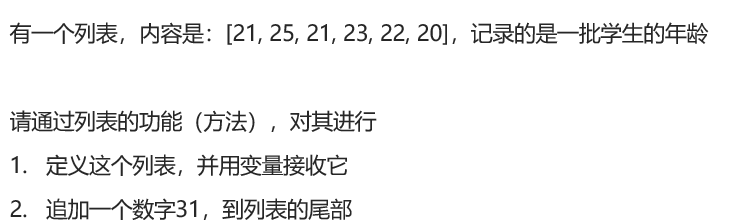 有一个列表，内容是：[21, 25, 21, 23, 22, 20]，记录的是一批学生的年龄
请通过列表的功能（方法），对其进行
1. 定义这个列表，并用变量接收它
2. 追加一个数字31，到列表的尾部